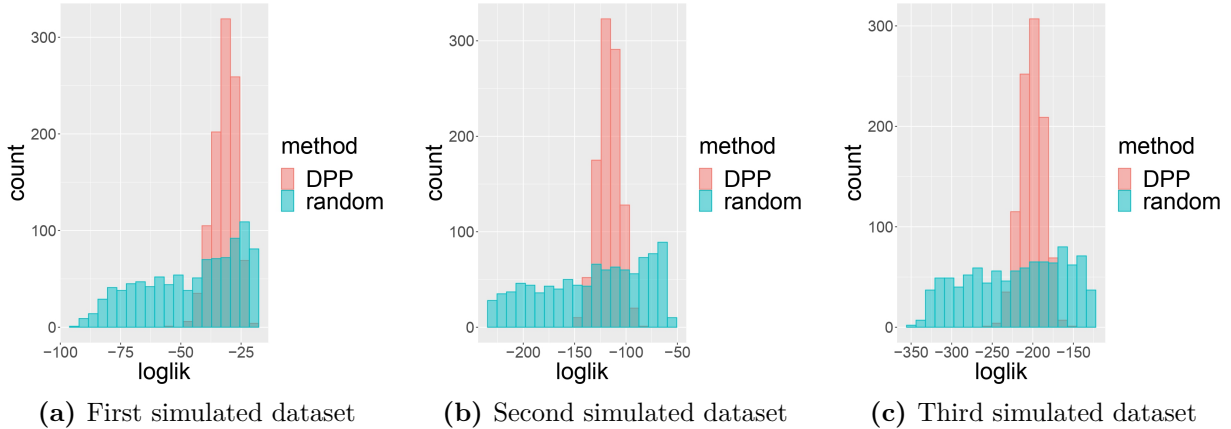 300
200
100
0
count
−100
−75
−50
−25
loglik
method
DPP
random
(a) First simulated dataset
300
200
100
0
count
−200
−150
−100
−50
loglik
method
DPP
random
(b) Second simulated dataset
300
200
100
0
count
−350
−300
−250
−200
−150
loglik
method
DPP
random
(c) Third simulated dataset